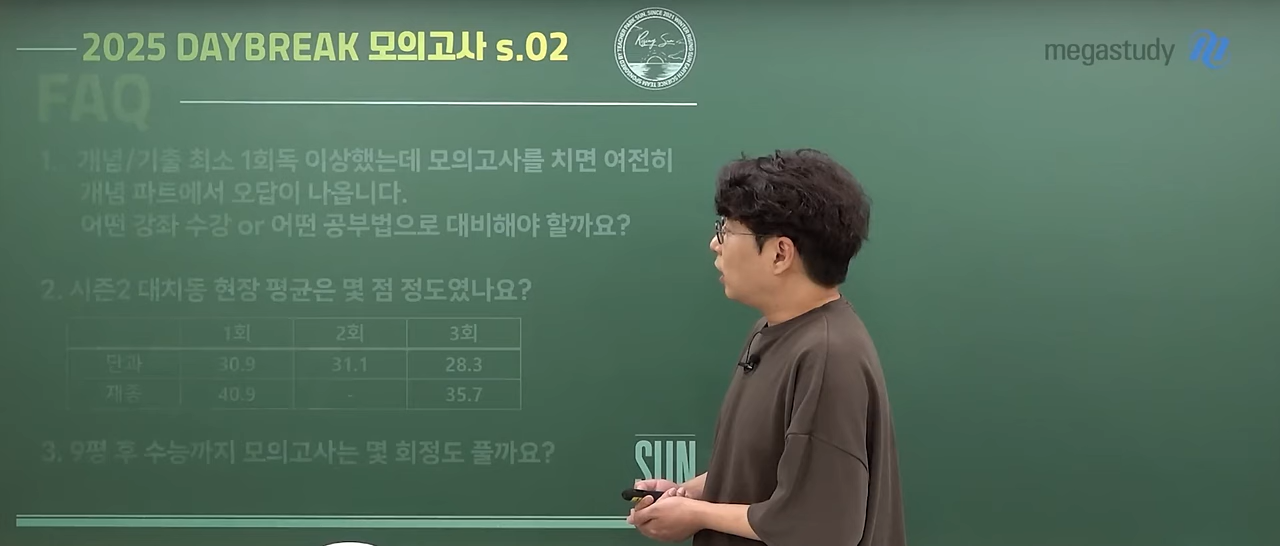 2025 DAYBREAK 모의고사 s.02
megastudy
FAQ
1. 개념/기출 최소 1회독 이상했는데 모의고사를 치면 여전히
개념 파트에서 오답이 나옵니다.
어떤 강좌 수강 or 어떤 공부법으로 대비해야 할까요?
2. 시즌2 대치동 현장 평균은 몇 점 정도였나요?
1회 2회 3회
단과 30.9 31.1 28.3
재종 40.9 - 35.7
3. 9평 후 수능까지 모의고사는 몇 회정도 풀까요?
SUN